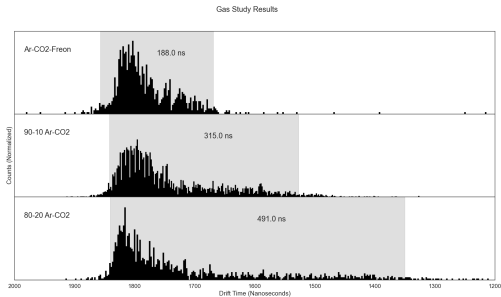 Gas Study Results
Ar-CO2-Freon
188.0 ns
90-10 Ar-CO2
315.0 ns
80-20 Ar-CO2
491.0 ns
Counts (Normalized)
2000 1900 1800 1700 1600 1500 1400 1300 1200
Drift Time (Nanoseconds)